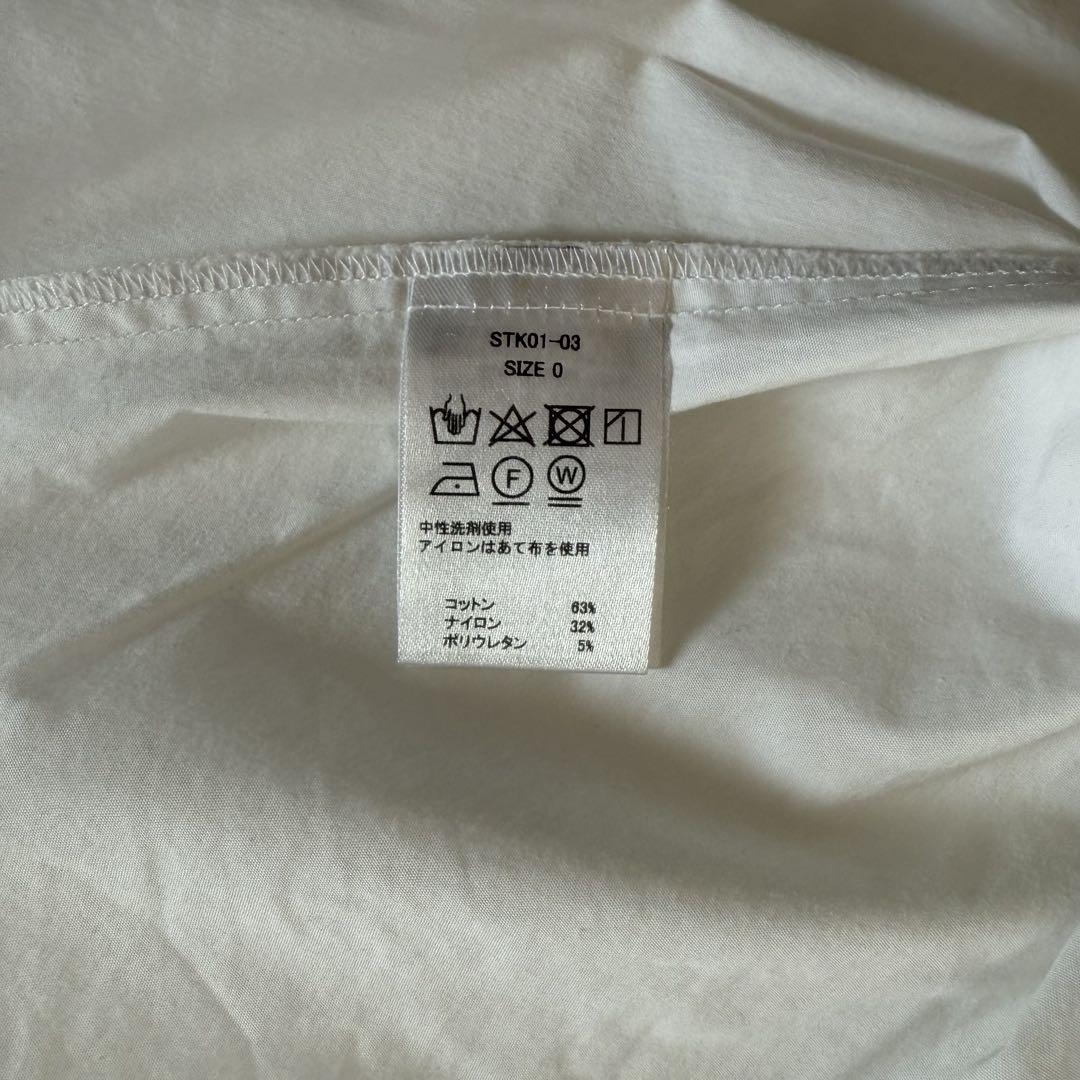 STK01-03
SIZE 0
F W
中性洗剤使用
アイロンはあて布を使用
コットン 63%
ナイロン 32%
ポリウレタン 5%